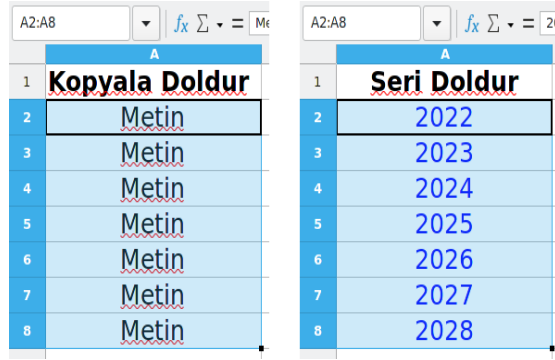 A2:A8 fx Σ = Me
A
1 Kopyala Doldur
2 Metin
3 Metin
4 Metin
5 Metin
6 Metin
7 Metin
8 Metin
A2:A8 fx Σ = 20
A
1 Seri Doldur
2 2022
3 2023
4 2024
5 2025
6 2026
7 2027
8 2028